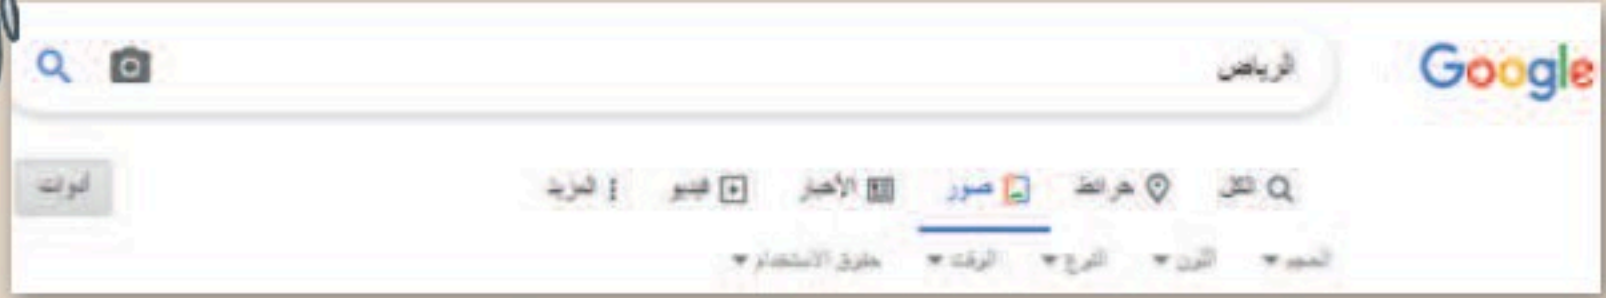 Google الرياض
الكل خرائط صور الأخبار فيديو المزيد أدوات
الحجم اللون النوع الوقت حقوق الاستخدام